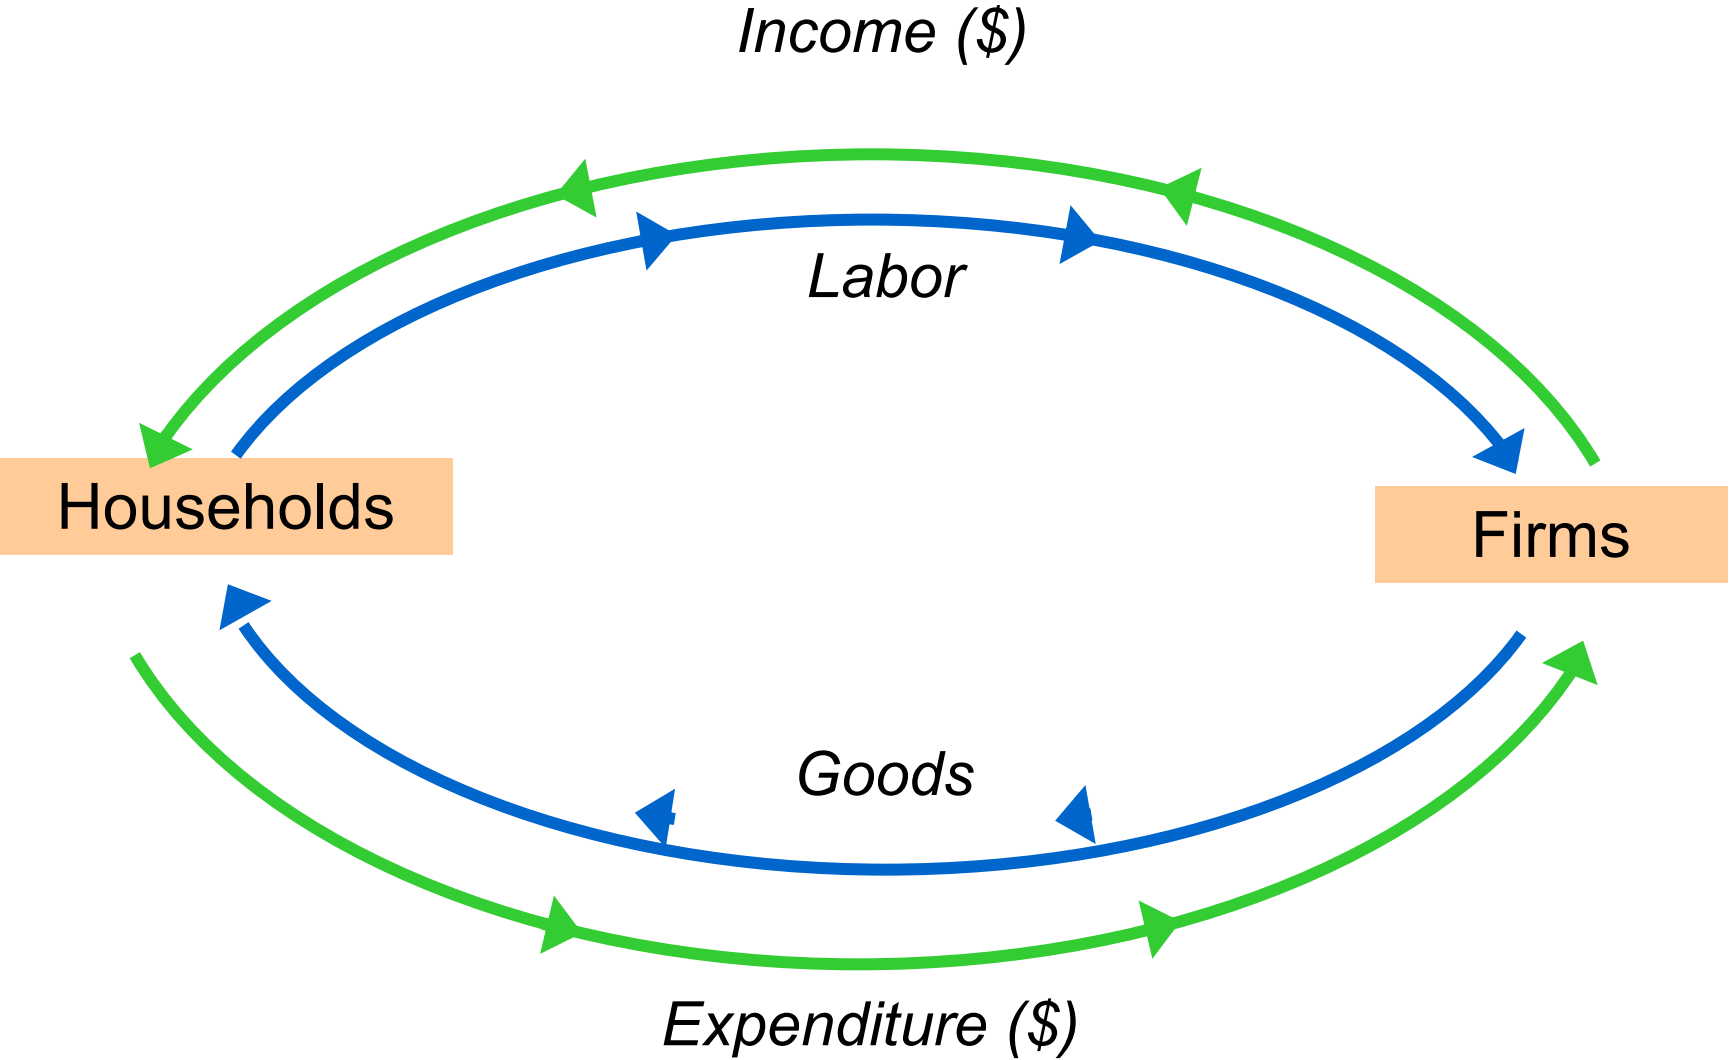 Income ($)
Labor
Households
Firms
Goods
Expenditure ($)